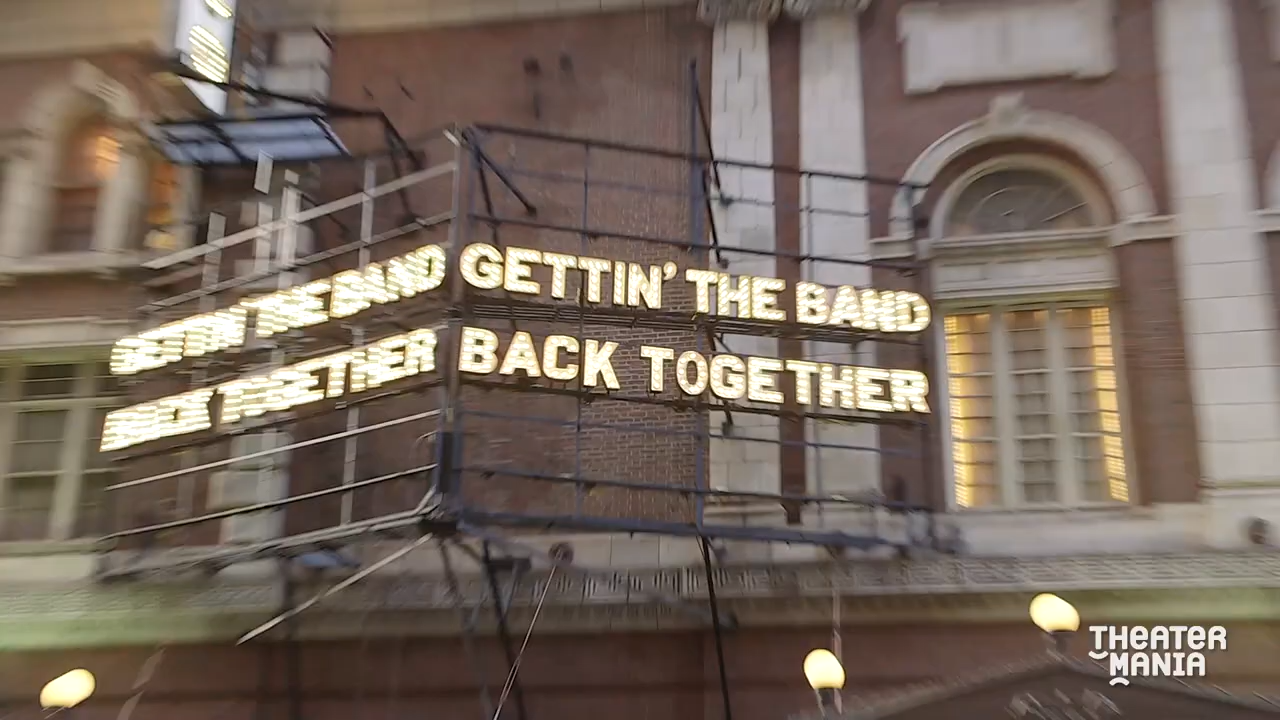 GETTIN' THE BAND
BACK TOGETHER
GETTIN' THE BAND
BACK TOGETHER
THEATER
MANIA